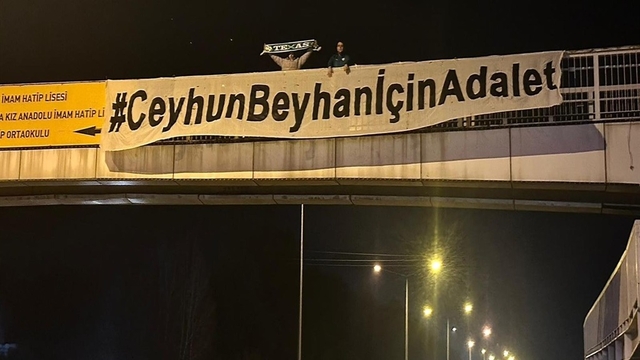 TEXAS
#CeyhunBeyhanİçinAdalet
İMAM HATİP LİSESİ
KIZ ANADOLU İMAM HATİP Lİ
P ORTAOKULU